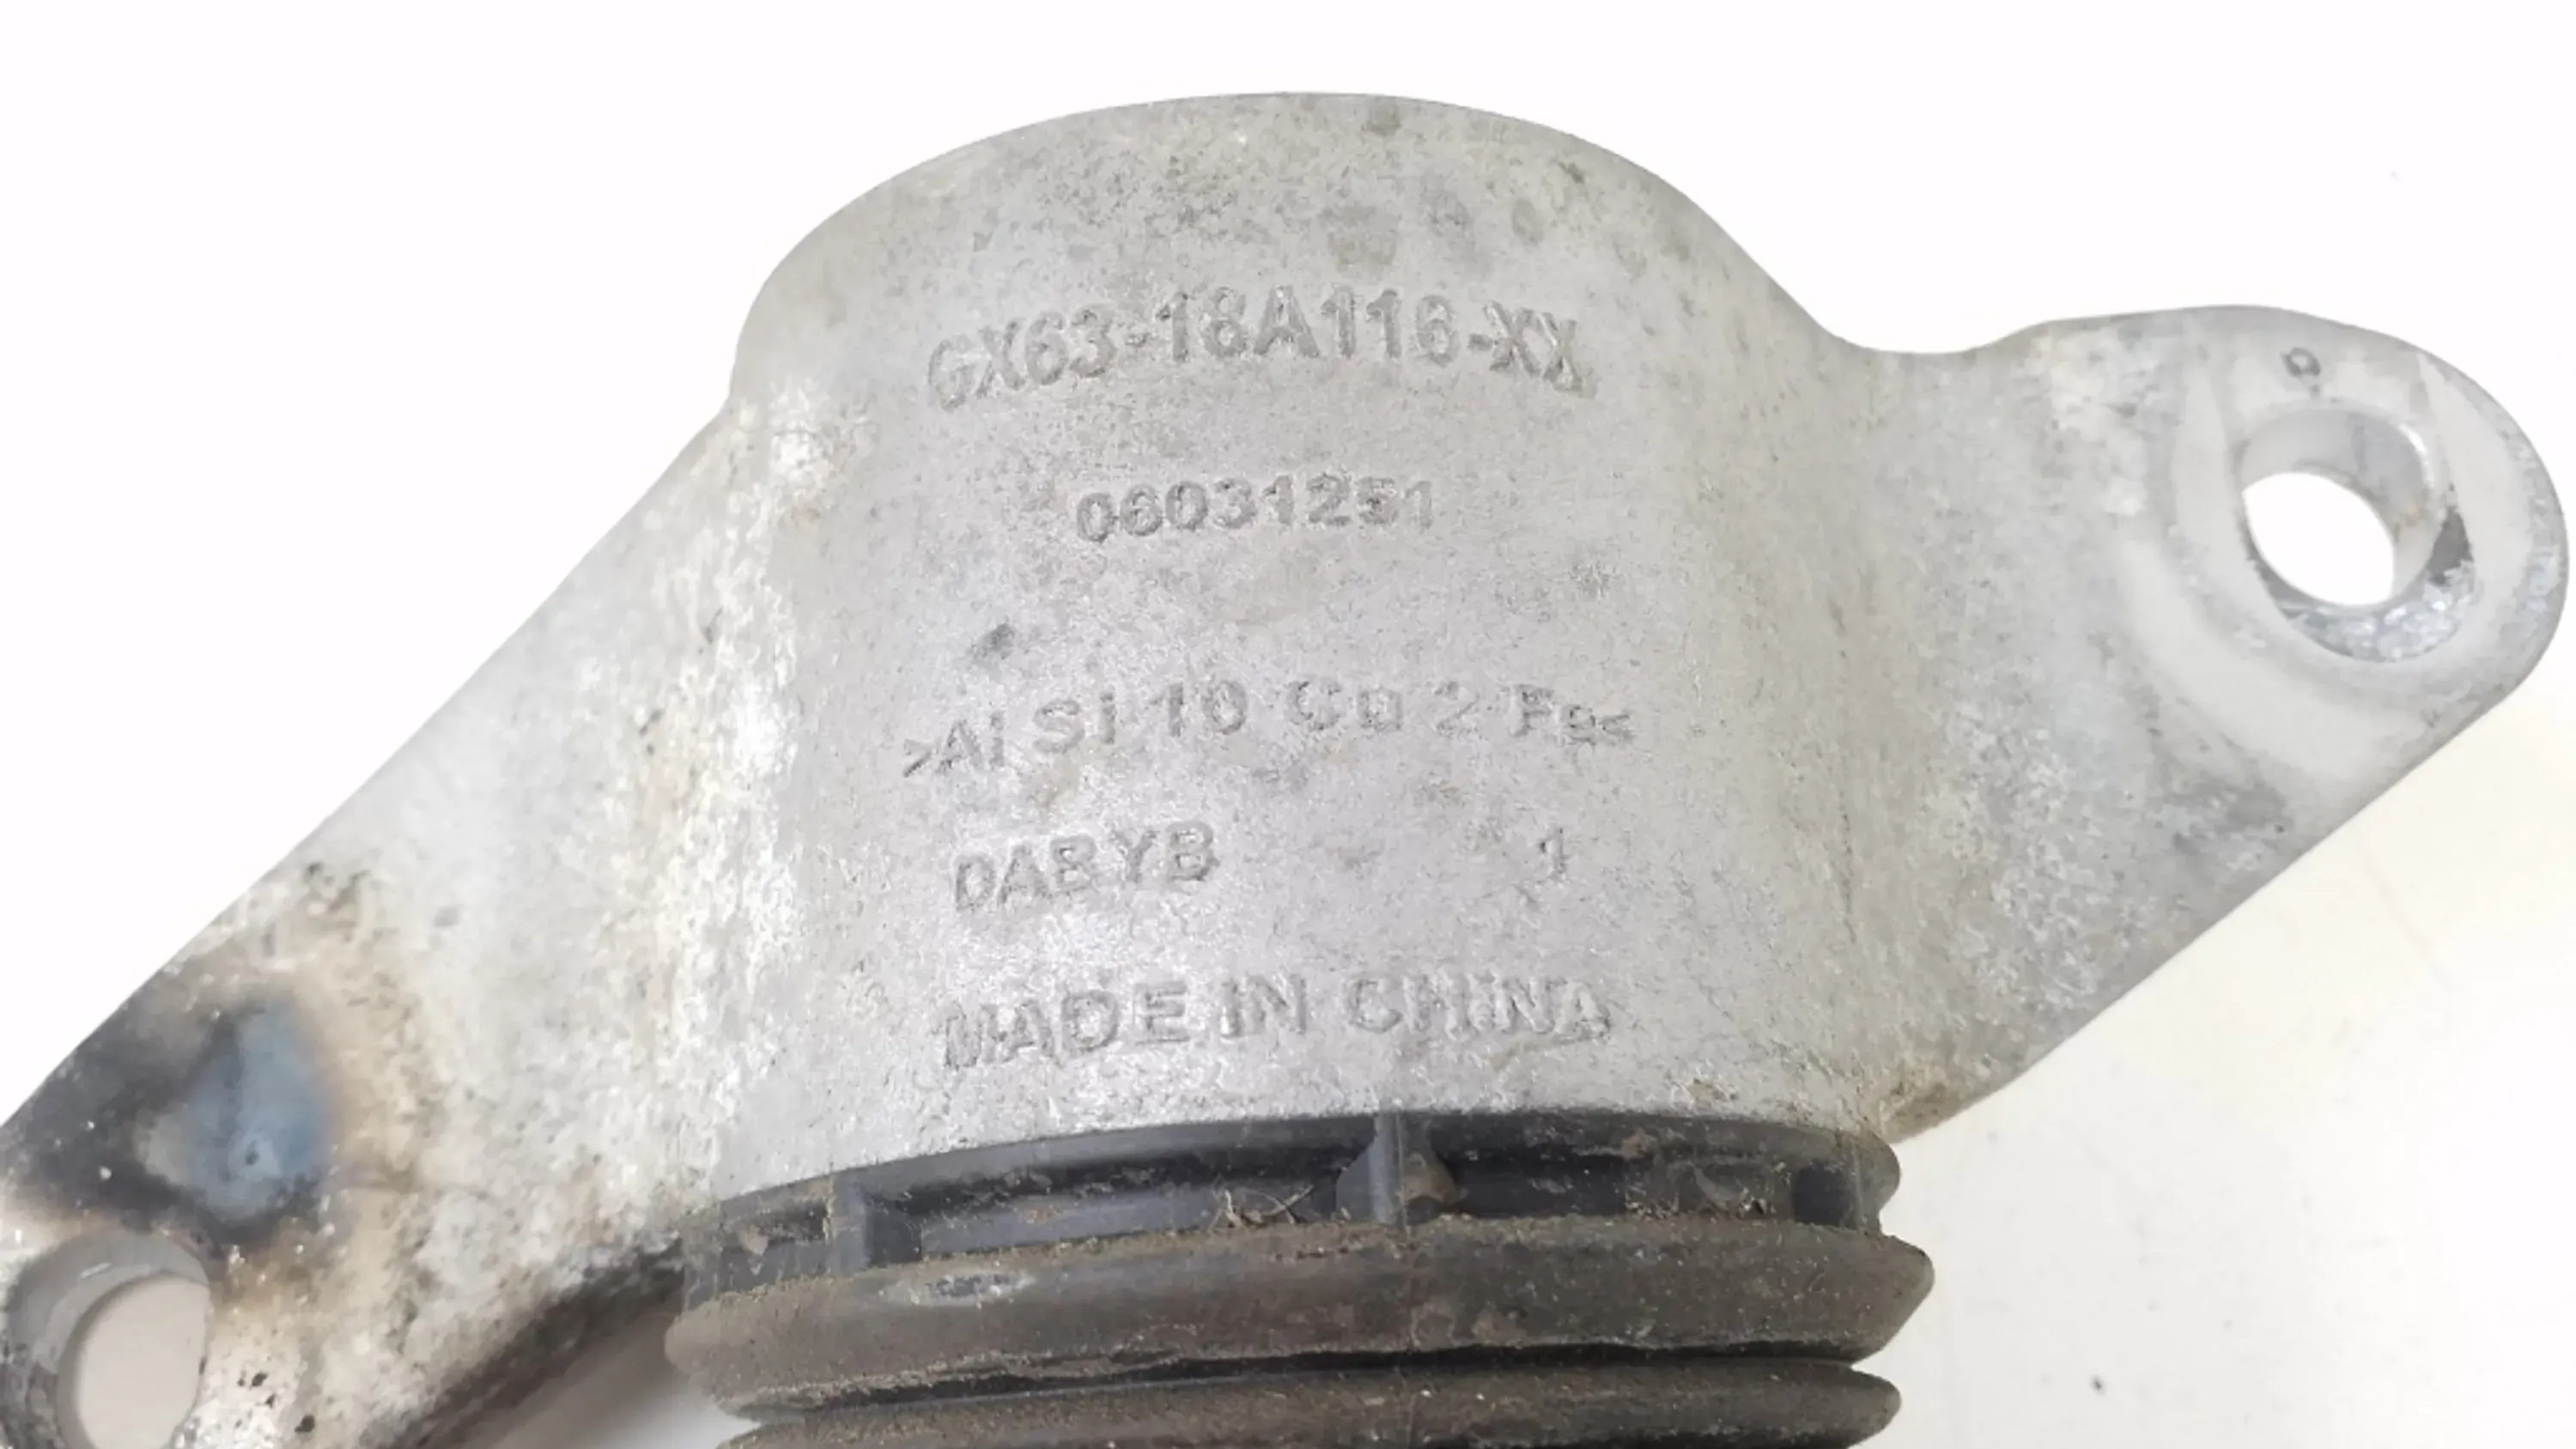 GX63-18A116-XX
06031251
>Al Si 10 Cu 2 Fe<
DABYB 1
MADE IN CHINA